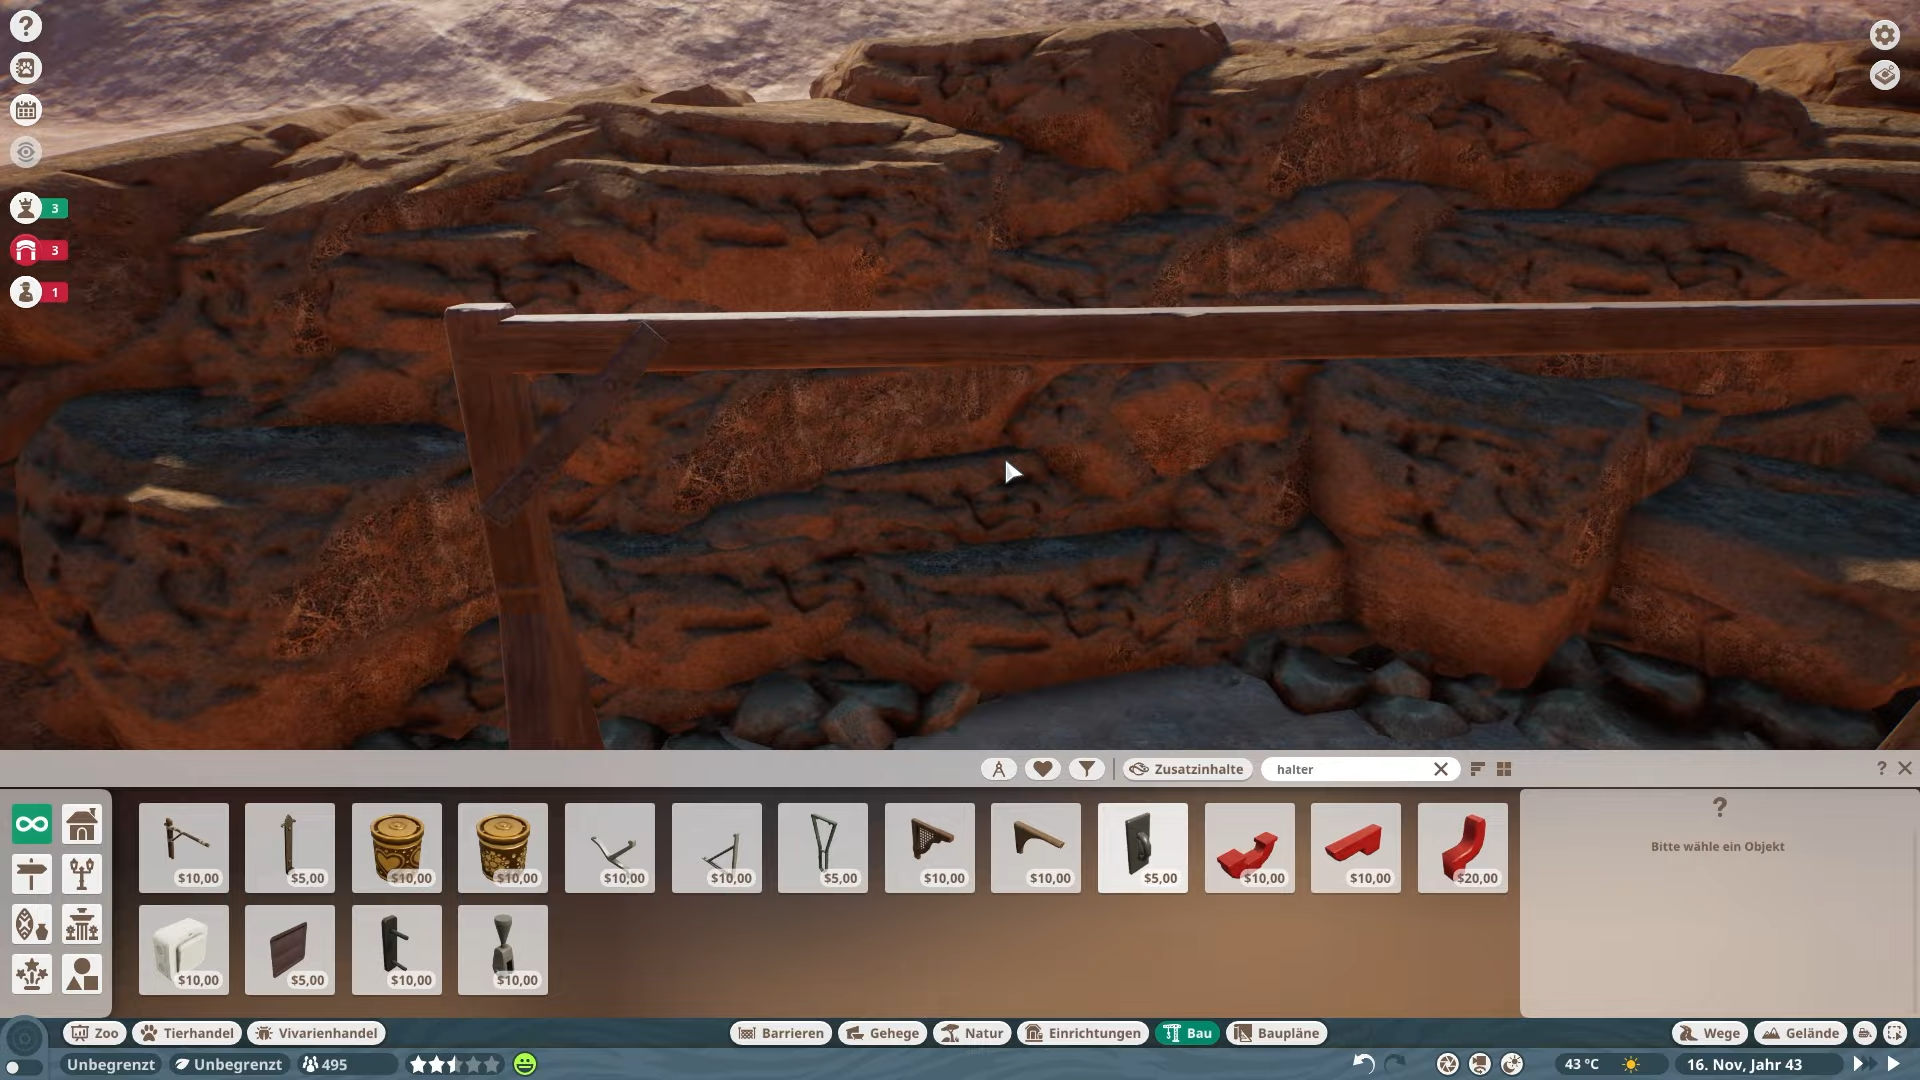 3
3
1
Zusatzinhalte
halter
?
$10,00
$5,00
$10,00
$10,00
$10,00
$10,00
$5,00
$10,00
$10,00
$5,00
$10,00
$10,00
$20,00
?
Bitte wähle ein Objekt
$10,00
$5,00
$10,00
$10,00
Zoo
Tierhandel
Vivarienhandel
Barrieren
Gehege
Natur
Einrichtungen
Bau
Baupläne
Wege
Gelände
Unbegrenzt
Unbegrenzt
495
43 °C
16. Nov, Jahr 43